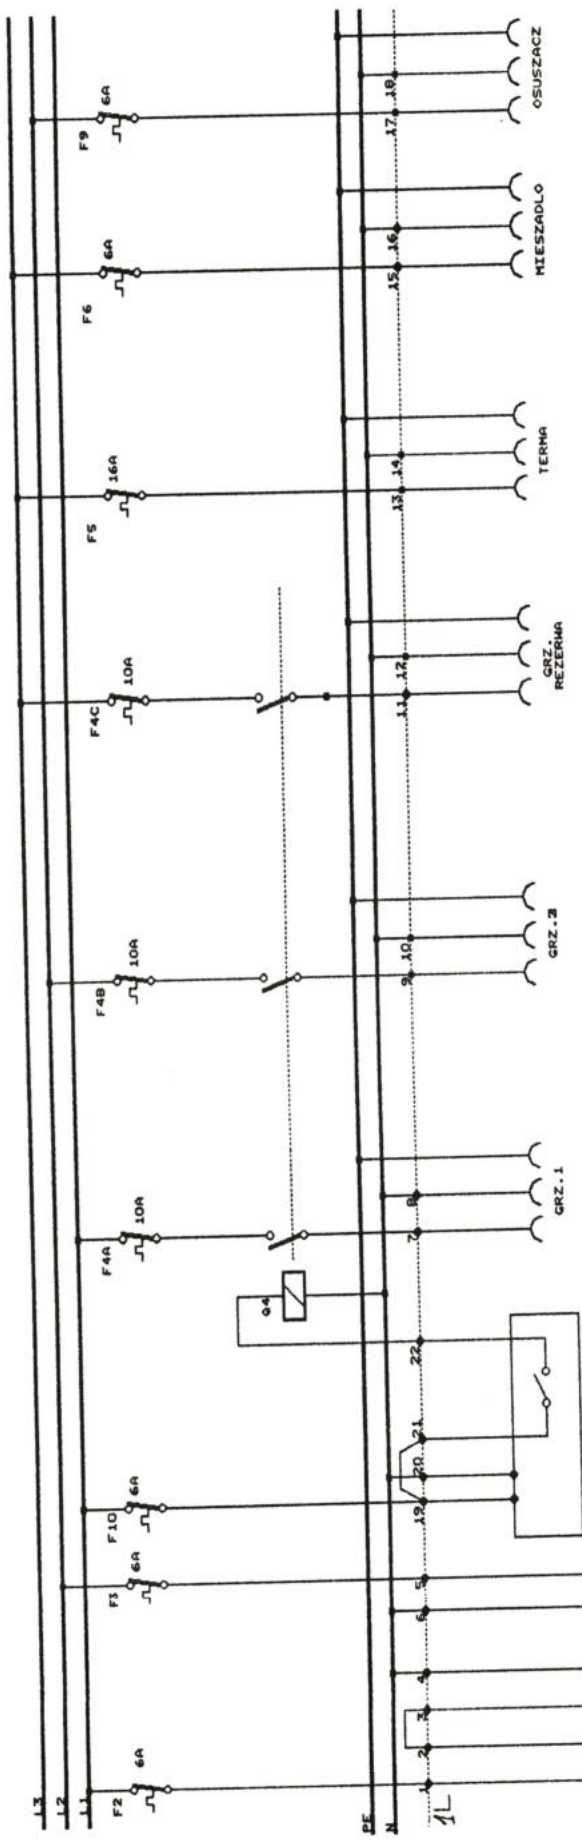 L3
L2
L1
F2 F3 F10 F4A F4B F4C F5 F6 F9
6A 6A 6A 10A 10A 10A 16A 6A 6A
Q4
PE
N
1 2 3 4 6 5 19 20 21 22 7 8 9 10 11 12 13 14 15 16 17 18
1L
GRZ.1
GRZ.2
GRZ.
REZERWA
TERMA
MIESZADLO
OSUSZACZ